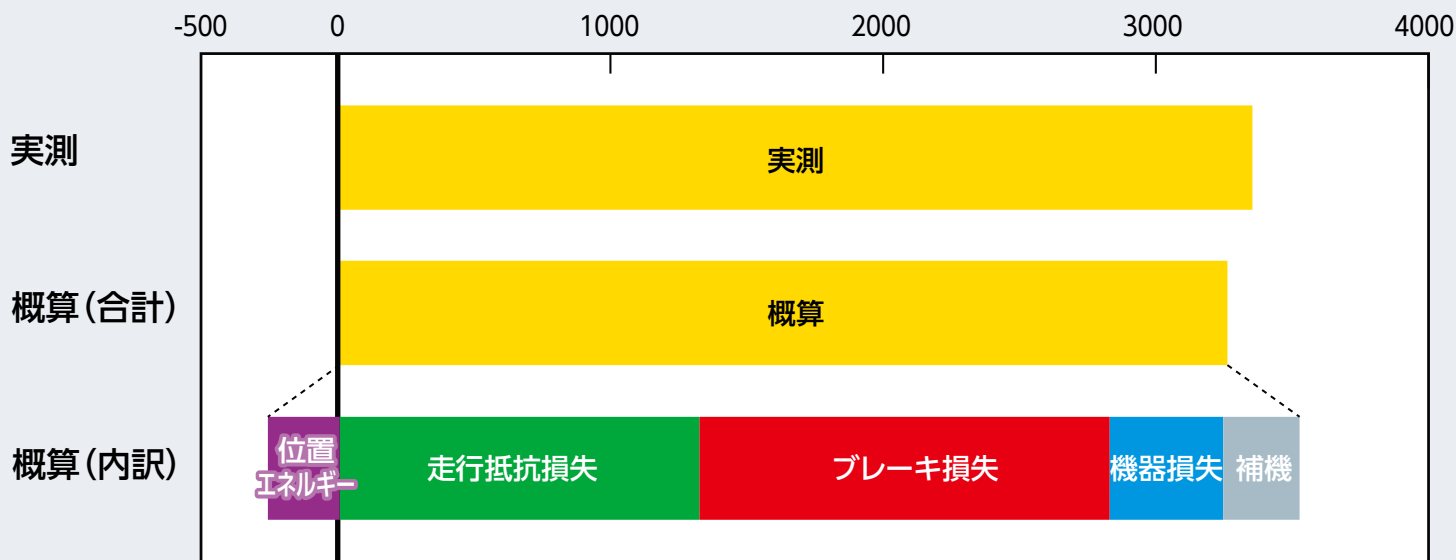 -500 0 1000 2000 3000 4000
実測
実測
概算(合計)
概算
概算(内訳)
位置
エネルギー
走行抵抗損失
ブレーキ損失
機器損失
補機